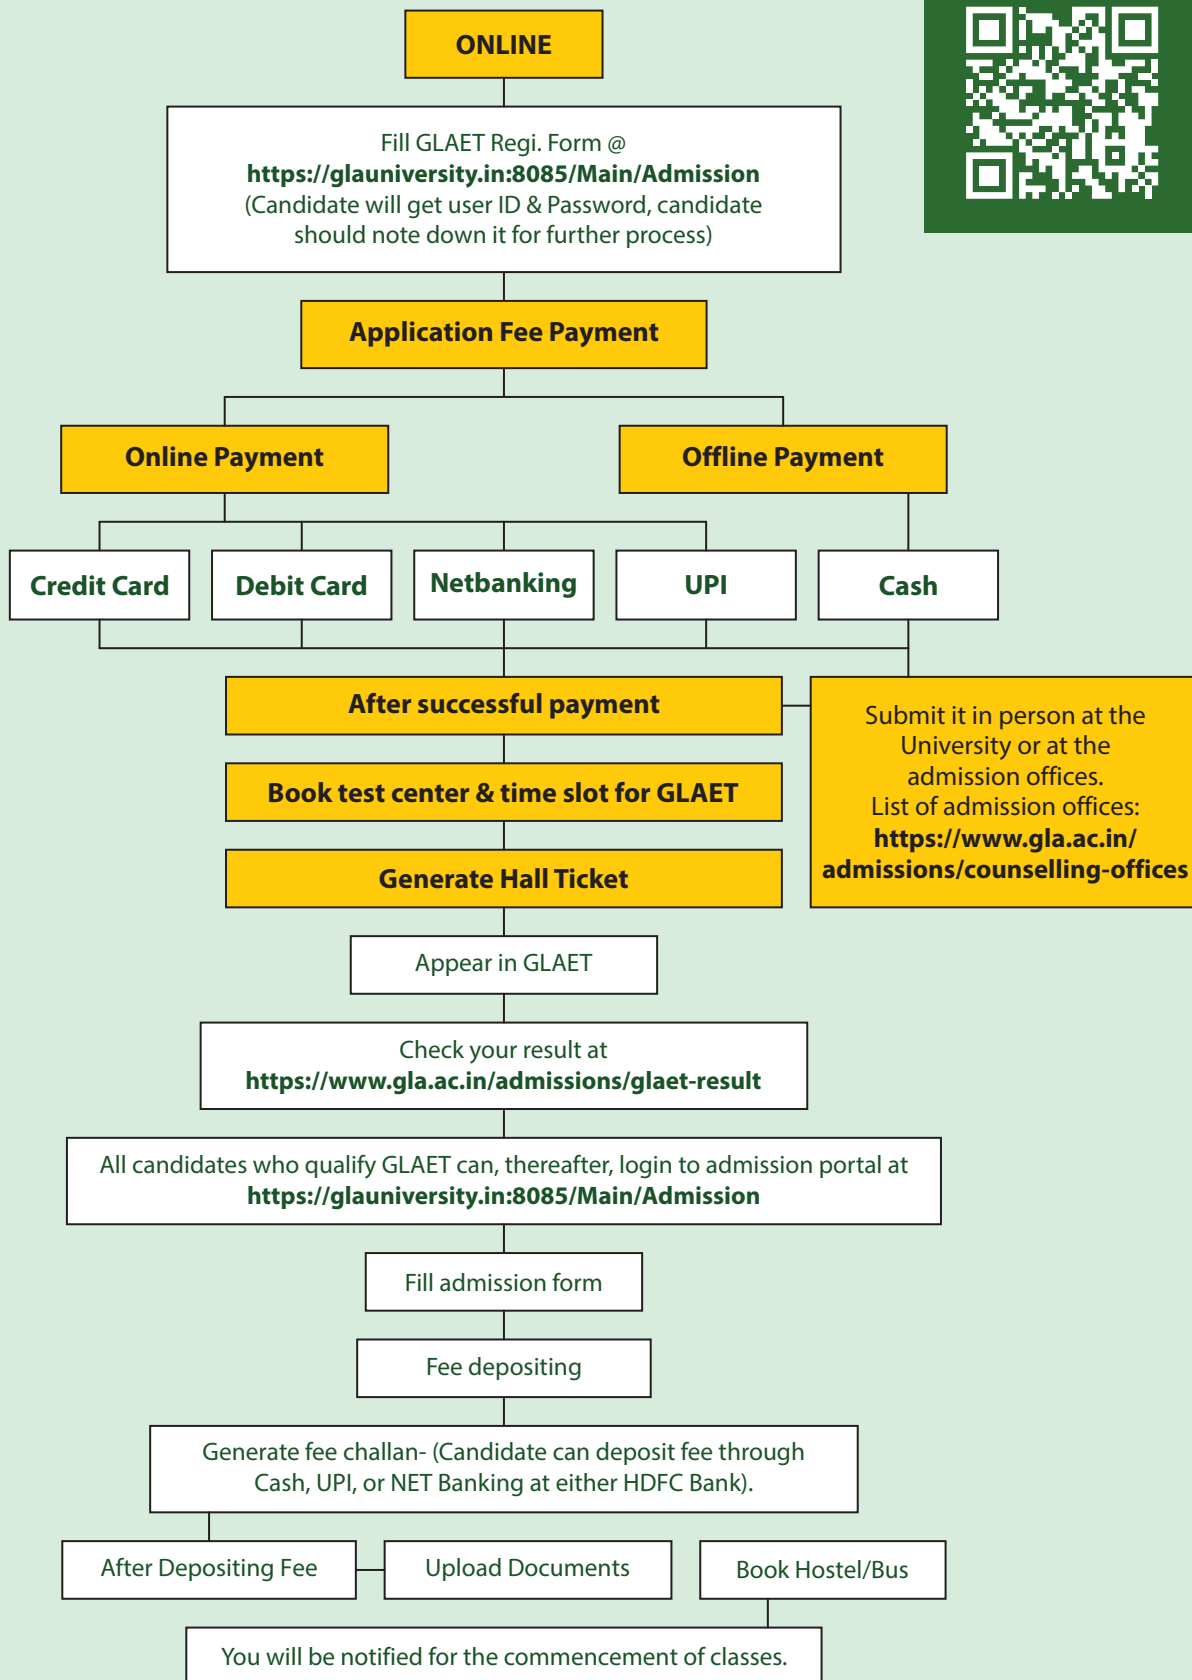 ONLINE
Fill GLAET Regi. Form @
https://glauniversity.in:8085/Main/Admission
(Candidate will get user ID & Password, candidate
should note down it for further process)
Application Fee Payment
Online Payment
Offline Payment
Credit Card
Debit Card
Netbanking
UPI
Cash
After successful payment
Submit it in person at the
University or at the
admission offices.
List of admission offices:
https://www.gla.ac.in/
admissions/counselling-offices
Book test center & time slot for GLAET
Generate Hall Ticket
Appear in GLAET
Check your result at
https://www.gla.ac.in/admissions/glaet-result
All candidates who qualify GLAET can, thereafter, login to admission portal at
https://glauniversity.in:8085/Main/Admission
Fill admission form
Fee depositing
Generate fee challan- (Candidate can deposit fee through
Cash, UPI, or NET Banking at either HDFC Bank).
After Depositing Fee
Upload Documents
Book Hostel/Bus
You will be notified for the commencement of classes.